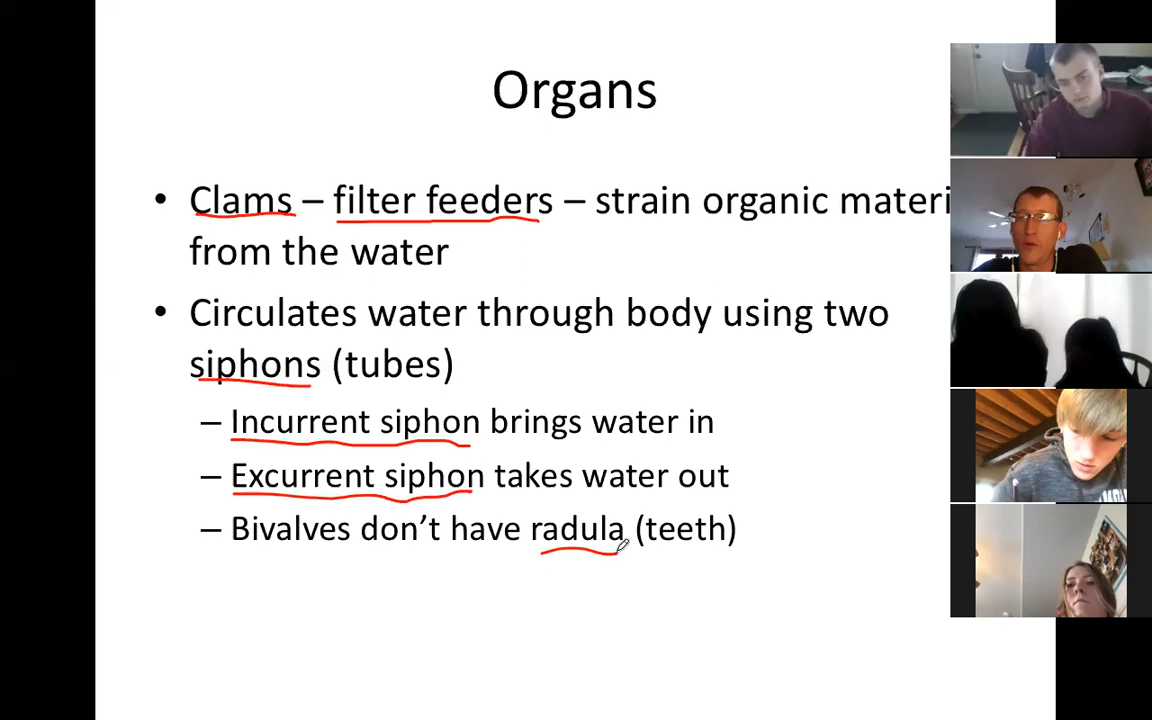 Organs
• Clams – filter feeders – strain organic materi
from the water
• Circulates water through body using two
siphons (tubes)
– Incurrent siphon brings water in
– Excurrent siphon takes water out
– Bivalves don’t have radula (teeth)